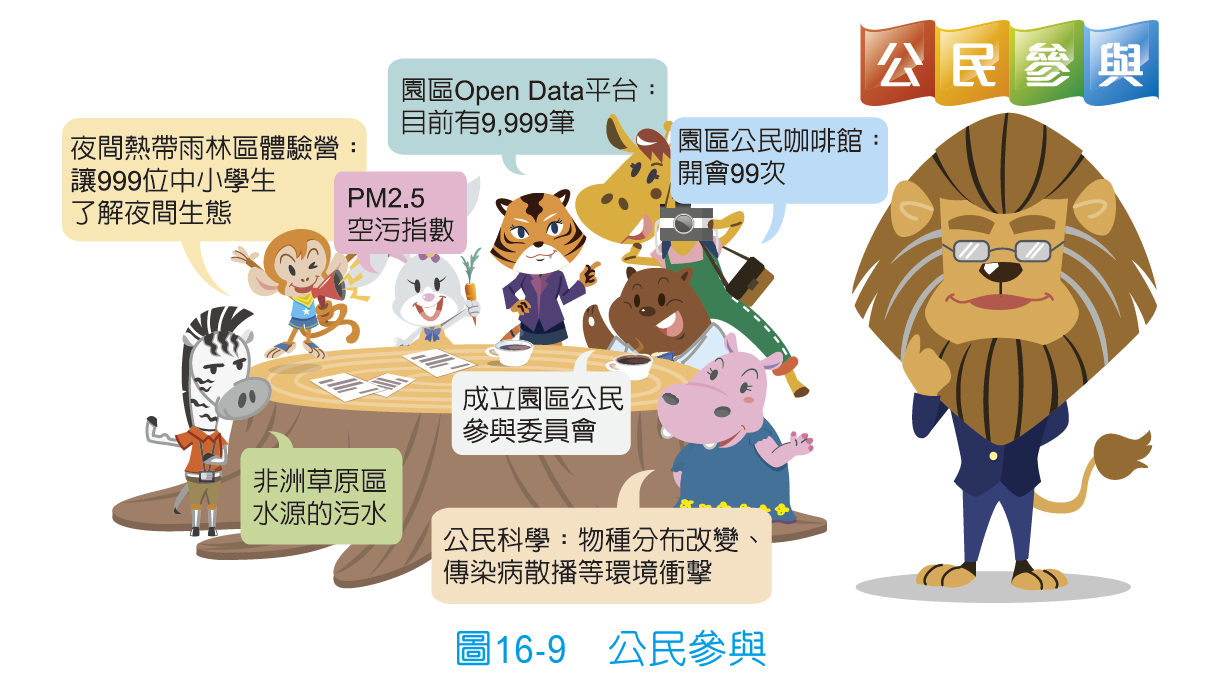 公民參與
園區Open Data平台：
目前有9,999筆
夜間熱帶雨林區體驗營：
讓999位中小學生
了解夜間生態
PM2.5
空污指數
園區公民咖啡館：
開會99次
成立園區公民
參與委員會
非洲草原區
水源的污水
公民科學：物種分布改變、
傳染病散播等環境衝擊
圖16-9　公民參與